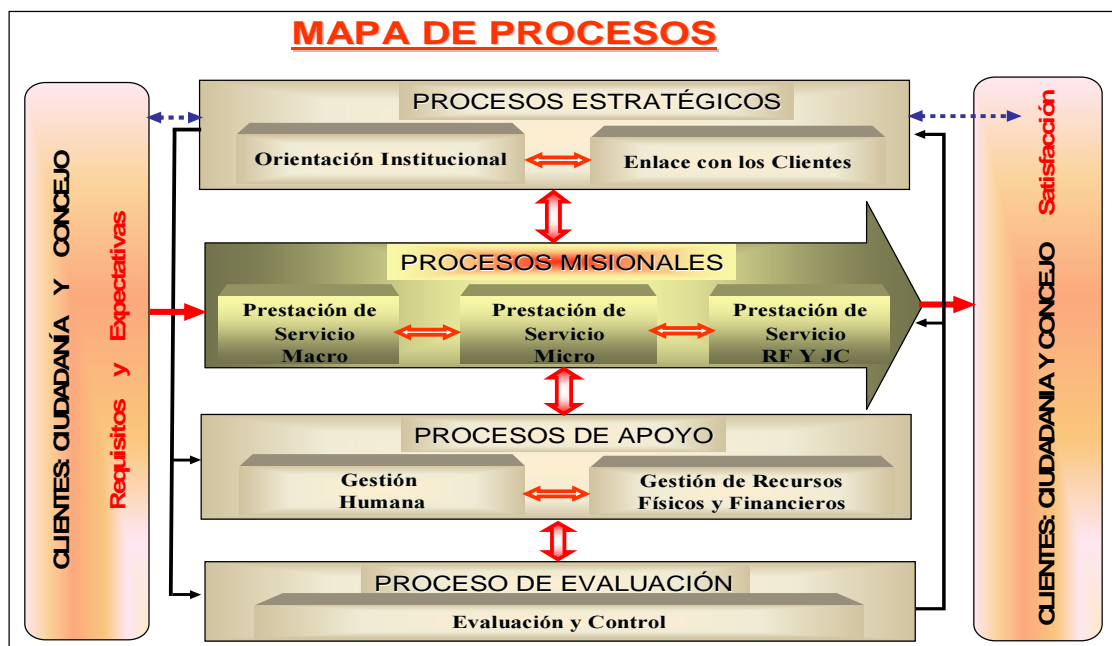 MAPA DE PROCESOS
CLIENTES: CIUDADANÍA Y CONCEJO
Requisitos y Expectativas
PROCESOS ESTRATÉGICOS
Orientación Institucional
Enlace con los Clientes
PROCESOS MISIONALES
Prestación de
Servicio
Macro
Prestación de
Servicio
Micro
Prestación de
Servicio
RF Y JC
PROCESOS DE APOYO
Gestión
Humana
Gestión de Recursos
Físicos y Financieros
PROCESO DE EVALUACIÓN
Evaluación y Control
CLIENTES: CIUDADANIA Y CONCEJO Satisfacción